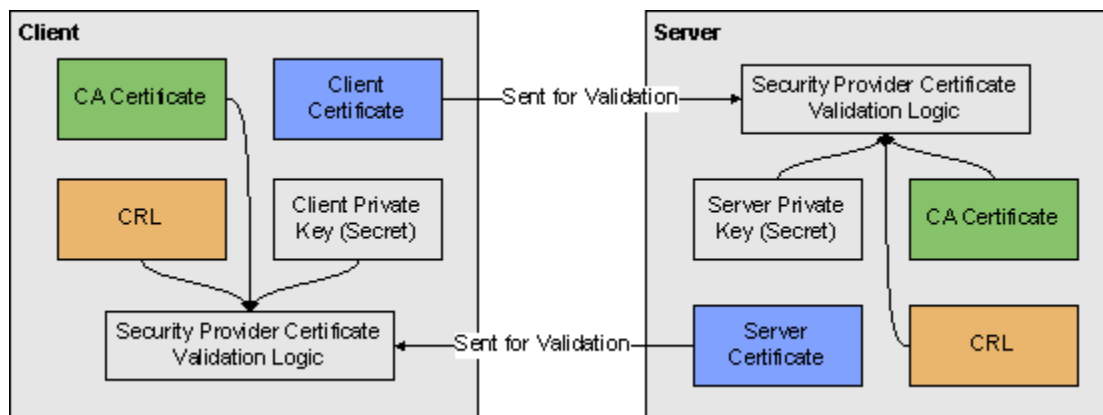 Client
CA Certificate
Client
Certificate
CRL
Client Private
Key (Secret)
Security Provider Certificate
Validation Logic
Sent for Validation
Sent for Validation
Server
Security Provider Certificate
Validation Logic
Server Private
Key (Secret)
CA Certificate
Server
Certificate
CRL